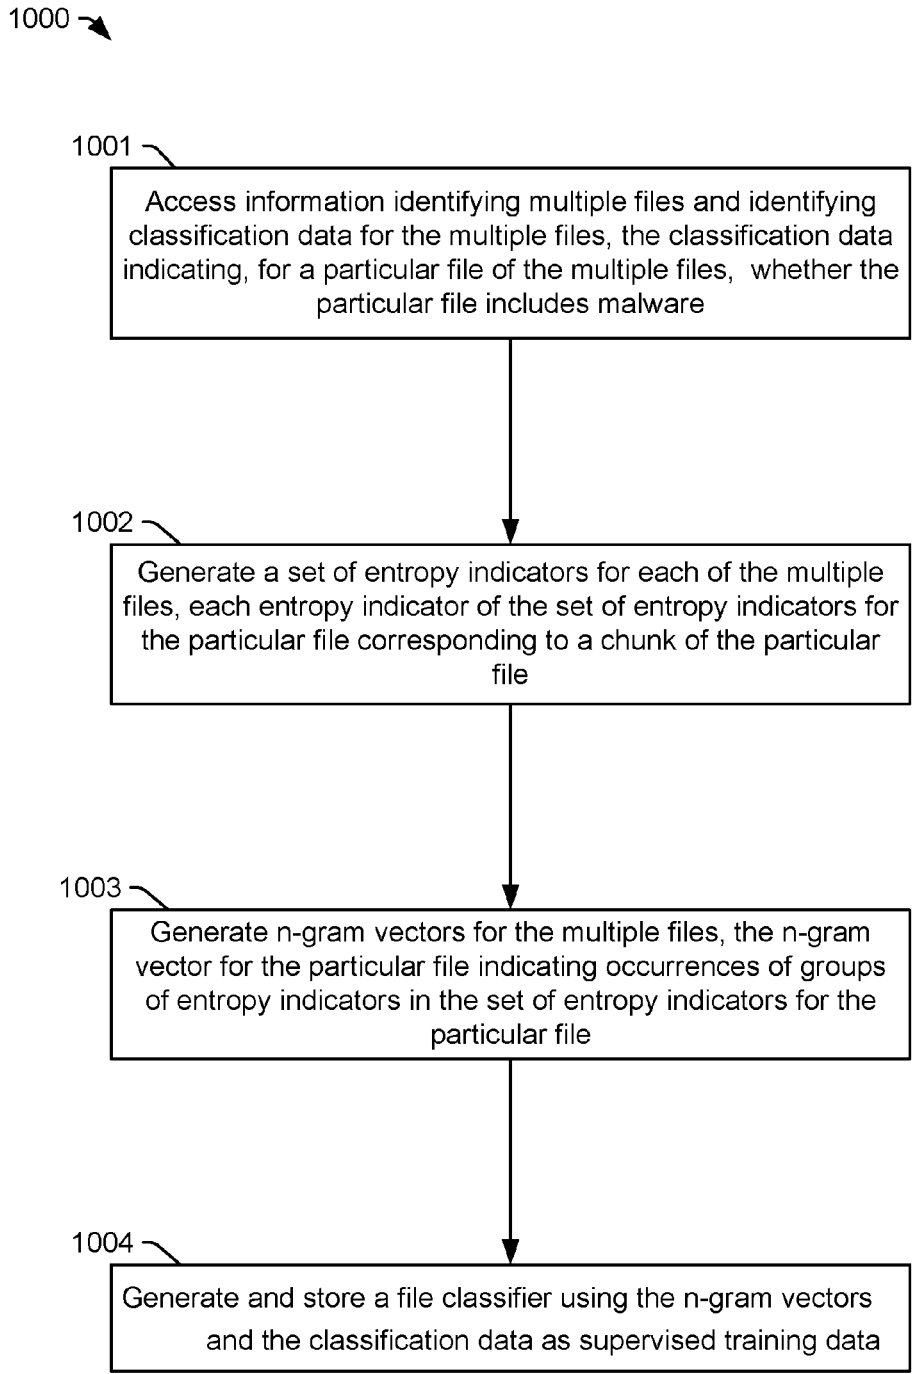 1000
1001
Access information identifying multiple files and identifying
classification data for the multiple files, the classification data
indicating, for a particular file of the multiple files, whether the
particular file includes malware
1002
Generate a set of entropy indicators for each of the multiple
files, each entropy indicator of the set of entropy indicators for
the particular file corresponding to a chunk of the particular
file
1003
Generate n-gram vectors for the multiple files, the n-gram
vector for the particular file indicating occurrences of groups
of entropy indicators in the set of entropy indicators for the
particular file
1004
Generate and store a file classifier using the n-gram vectors
and the classification data as supervised training data